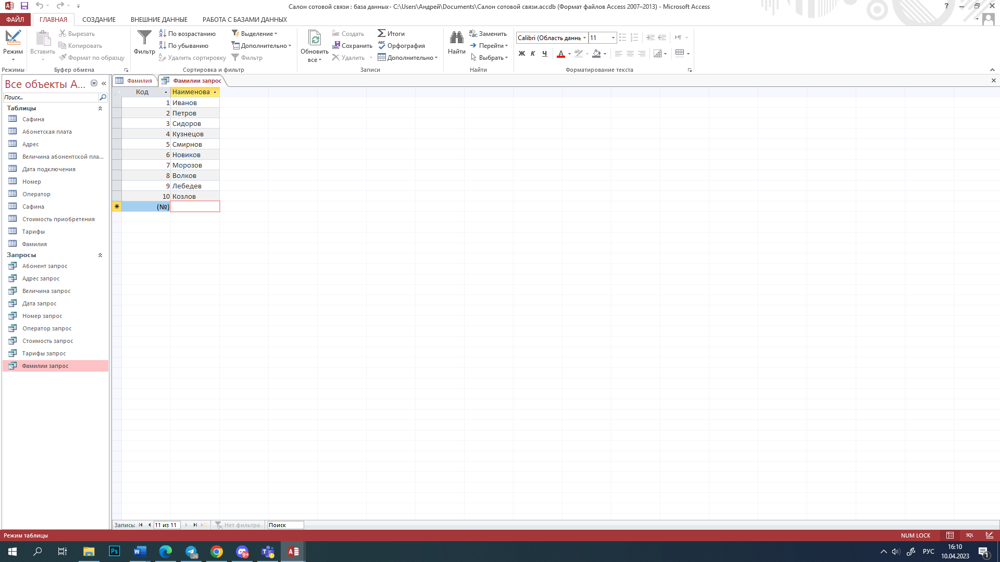 Салон сотовой связи : база данных- C:\Users\Андрей\Documents\Салон сотовой связи.accdb (Формат файлов Access 2007–2013) - Microsoft Access
ФАЙЛ ГЛАВНАЯ СОЗДАНИЕ ВНЕШНИЕ ДАННЫЕ РАБОТА С БАЗАМИ ДАННЫХ
Режим
Режимы
Вставить
Вырезать
Копировать
Формат по образцу
Буфер обмена
Фильтр
По возрастанию
По убыванию
Удалить сортировку
Выделение
Дополнительно
Фильтр
Сортировка и фильтр
Обновить
все
Создать
Сохранить
Удалить
Итоги
Орфография
Дополнительно
Записи
Найти
Заменить
Перейти
Выбрать
Найти
Calibri (Область данны 11
Ж К Ч
Форматирование текста
Все объекты A...
Поиск...
Таблицы
Сафина
Абонетская плата
Адрес
Величина абонентской пла...
Дата подключения
Номер
Оператор
Сафина
Стоимость приобретения
Тарифы
Фамилия
Запросы
Абонент запрос
Адрес запрос
Величина запрос
Дата запрос
Номер запрос
Оператор запрос
Стоимость запрос
Тарифы запрос
Фамилии запрос
Фамилия Фамилии запрос
Код Наименова
1 Иванов
2 Петров
3 Сидоров
4 Кузнецов
5 Смирнов
6 Новиков
7 Морозов
8 Волков
9 Лебедев
10 Козлов
(№)
Запись: 11 из 11 Нет фильтра Поиск
Режим таблицы NUM LOCK SQL
Ps
26
9+
РУС
16:10
10.04.2023
1